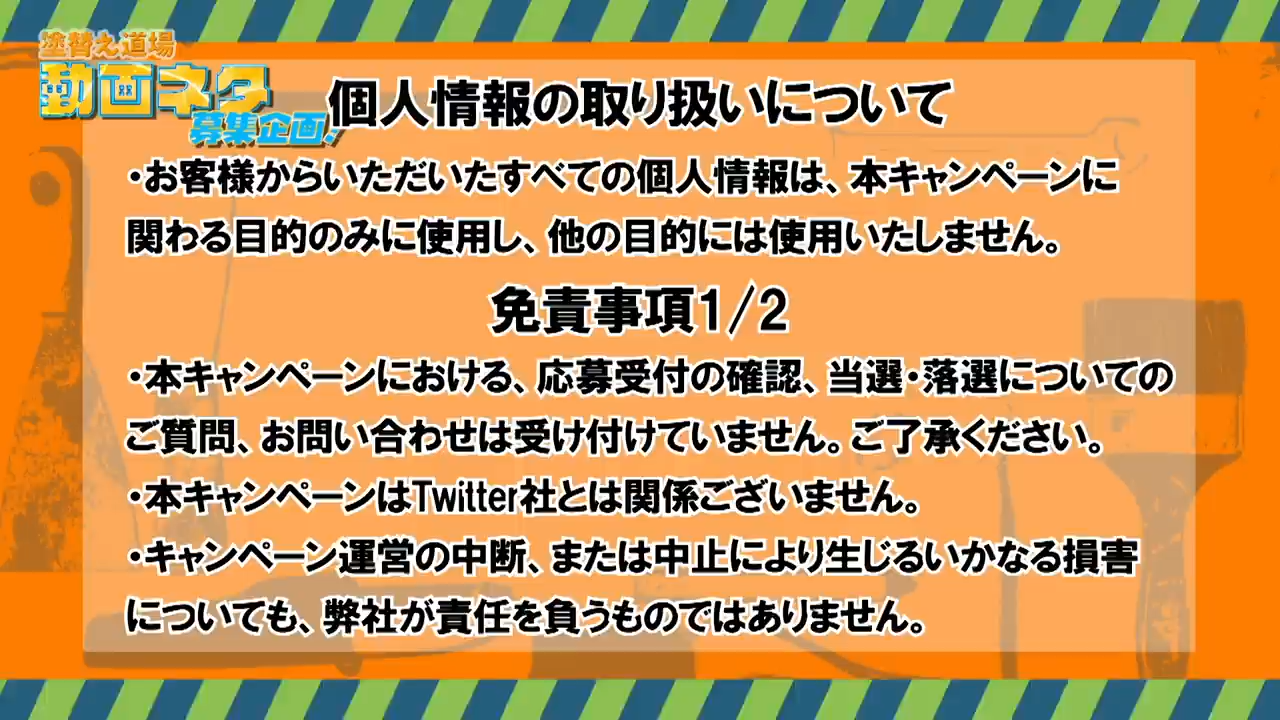 塗替え道場
動画ネタ
募集企画!
個人情報の取り扱いについて
・お客様からいただいたすべての個人情報は、本キャンペーンに
関わる目的のみに使用し、他の目的には使用いたしません。
免責事項1/2
・本キャンペーンにおける、応募受付の確認、当選・落選についての
ご質問、お問い合わせは受け付けていません。ご了承ください。
・本キャンペーンはTwitter社とは関係ございません。
・キャンペーン運営の中断、または中止により生じるいかなる損害
についても、弊社が責任を負うものではありません。